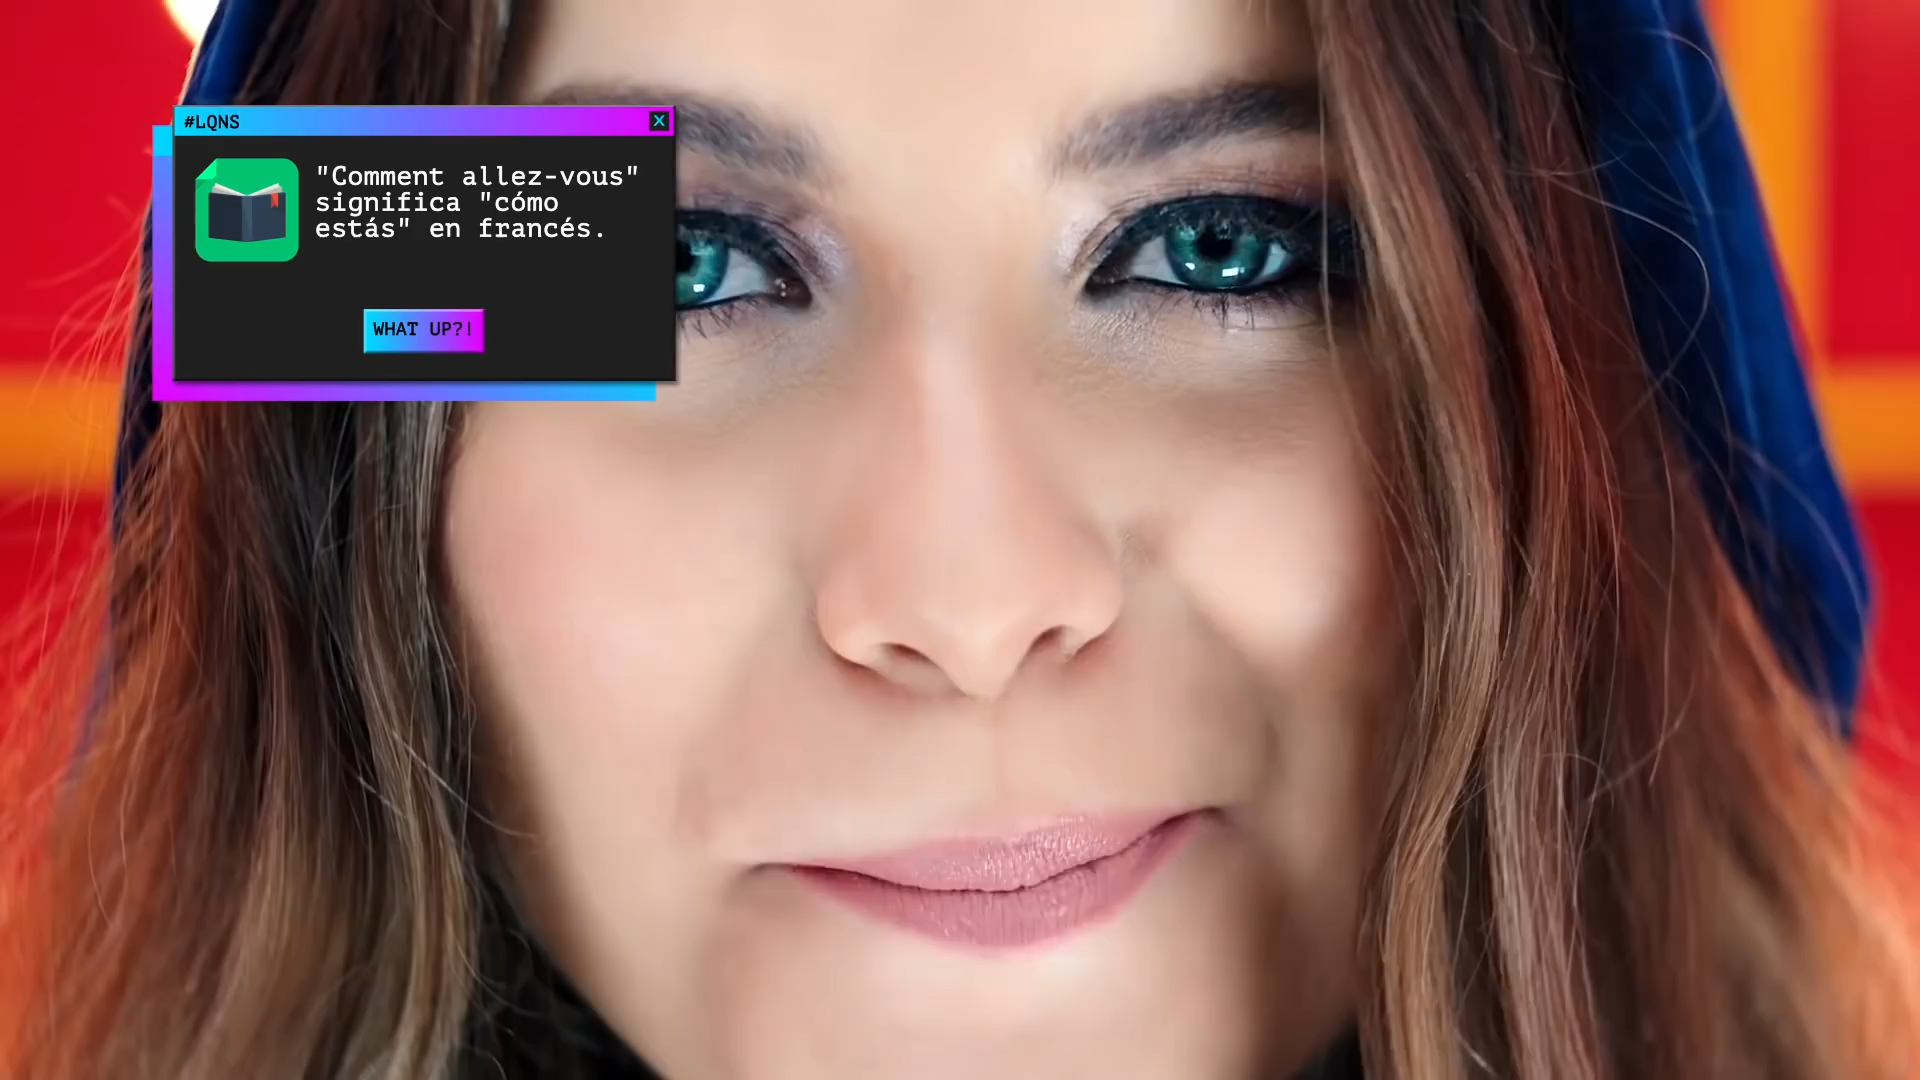 #LQNS
X
"Comment allez-vous"
significa "cómo
estás" en francés.
WHAT UP?!